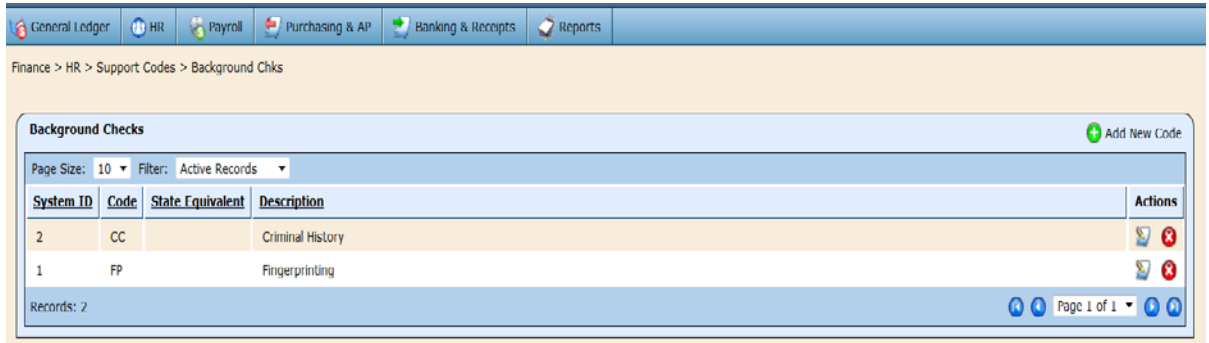 General Ledger HR Payroll Purchasing & AP Banking & Receipts Reports
Finance > HR > Support Codes > Background Chks
Background Checks Add New Code
Page Size: 10 Filter: Active Records
System ID Code State Equivalent Description Actions
2 CC Criminal History
1 FP Fingerprinting
Records: 2 Page 1 of 1